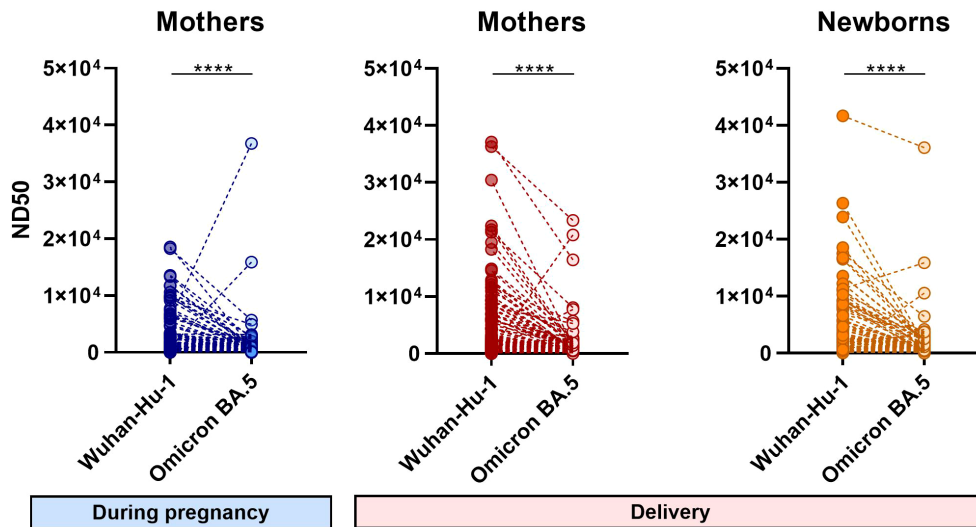 Mothers
Mothers
Newborns
ND50
5×10⁴
4×10⁴
3×10⁴
2×10⁴
1×10⁴
0
****
Wuhan-Hu-1
Omicron BA.5
5×10⁴
4×10⁴
3×10⁴
2×10⁴
1×10⁴
0
****
Wuhan-Hu-1
Omicron BA.5
5×10⁴
4×10⁴
3×10⁴
2×10⁴
1×10⁴
0
****
Wuhan-Hu-1
Omicron BA.5
During pregnancy
Delivery